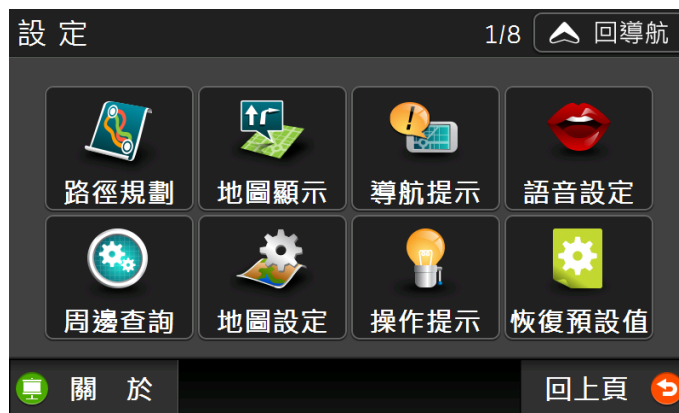 設定 1/8 回導航
路徑規劃 地圖顯示 導航提示 語音設定
周邊查詢 地圖設定 操作提示 恢復預設值
關於 回上頁